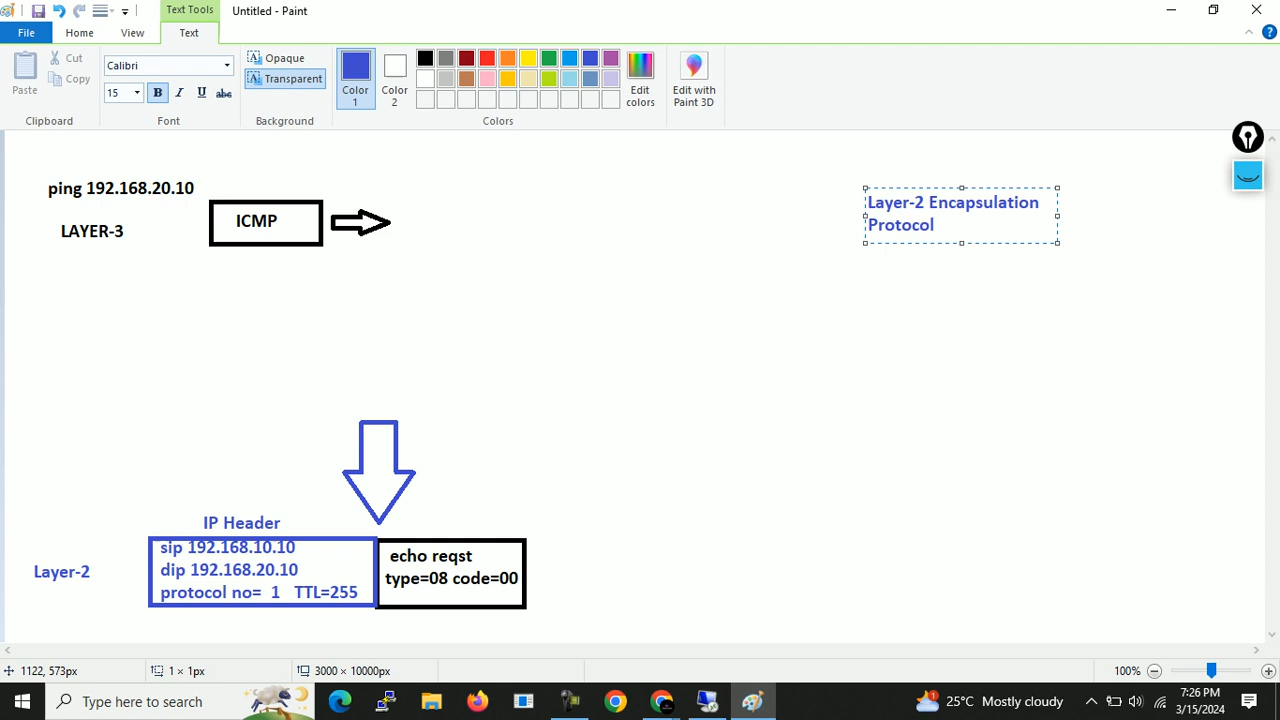 Text Tools
Untitled - Paint
File
Home
View
Text
Paste
Cut
Copy
Clipboard
Calibri
15
B I U abc
Font
Opaque
Transparent
Background
Color 1
Color 2
Edit colors
Colors
Edit with Paint 3D
ping 192.168.20.10
LAYER-3
ICMP
Layer-2 Encapsulation
Protocol
IP Header
Layer-2
sip 192.168.10.10
dip 192.168.20.10
protocol no= 1 TTL=255
echo reqst
type=08 code=00
1122, 573px
1 × 1px
3000 × 10000px
100%
Type here to search
25°C Mostly cloudy
7:26 PM
3/15/2024